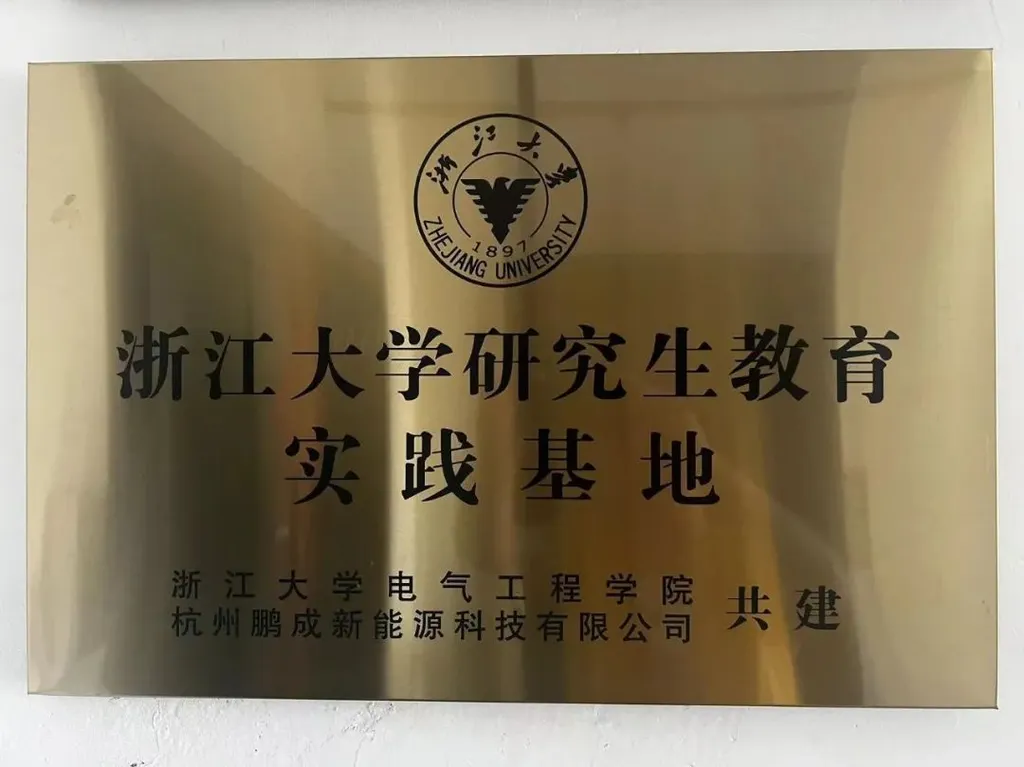 浙江大学
1897
ZHEJIANG UNIVERSITY
浙江大学研究生教育
实践基地
浙江大学电气工程学院
杭州鹏成新能源科技有限公司
共建